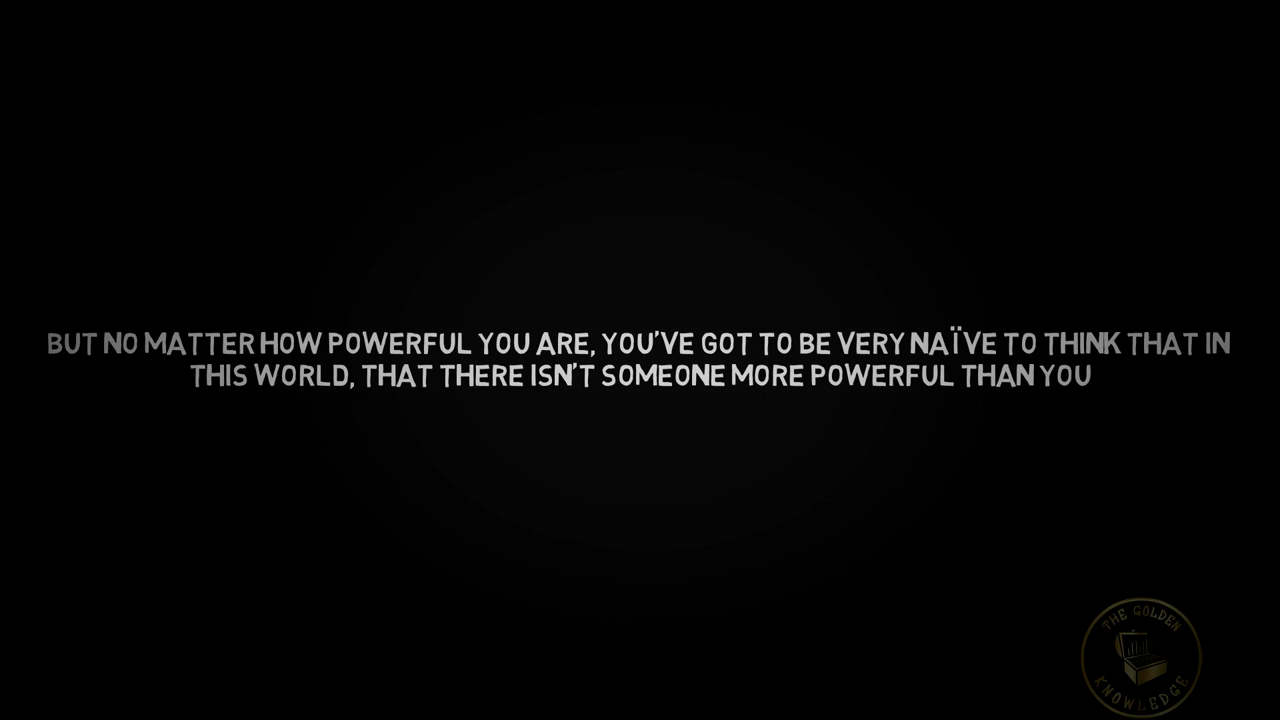 BUT NO MATTER HOW POWERFUL YOU ARE, YOU'VE GOT TO BE VERY NAÏVE TO THINK THAT IN
THIS WORLD, THAT THERE ISN'T SOMEONE MORE POWERFUL THAN YOU
THE GOLDEN
KNOWLEDGE